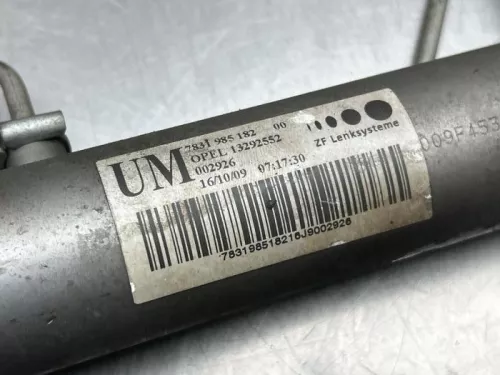 UM
7831 985 182 00
OPEL 13292552
002926
16/10/09 07:17:30
ZF Lenksysteme
783198518216J9002926